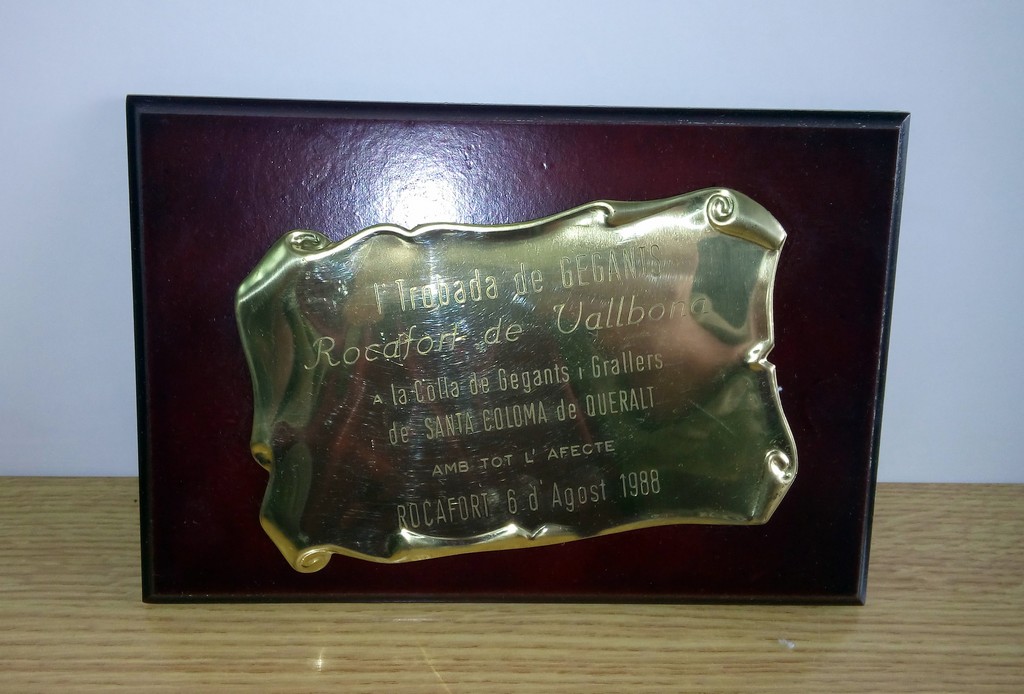 I Trobada de GEGANTS
Rocafort de Vallbona
A la Colla de Gegants i Grallers
de SANTA COLOMA de QUERALT
AMB TOT L' AFECTE
ROCAFORT 6 d'Agost 1988